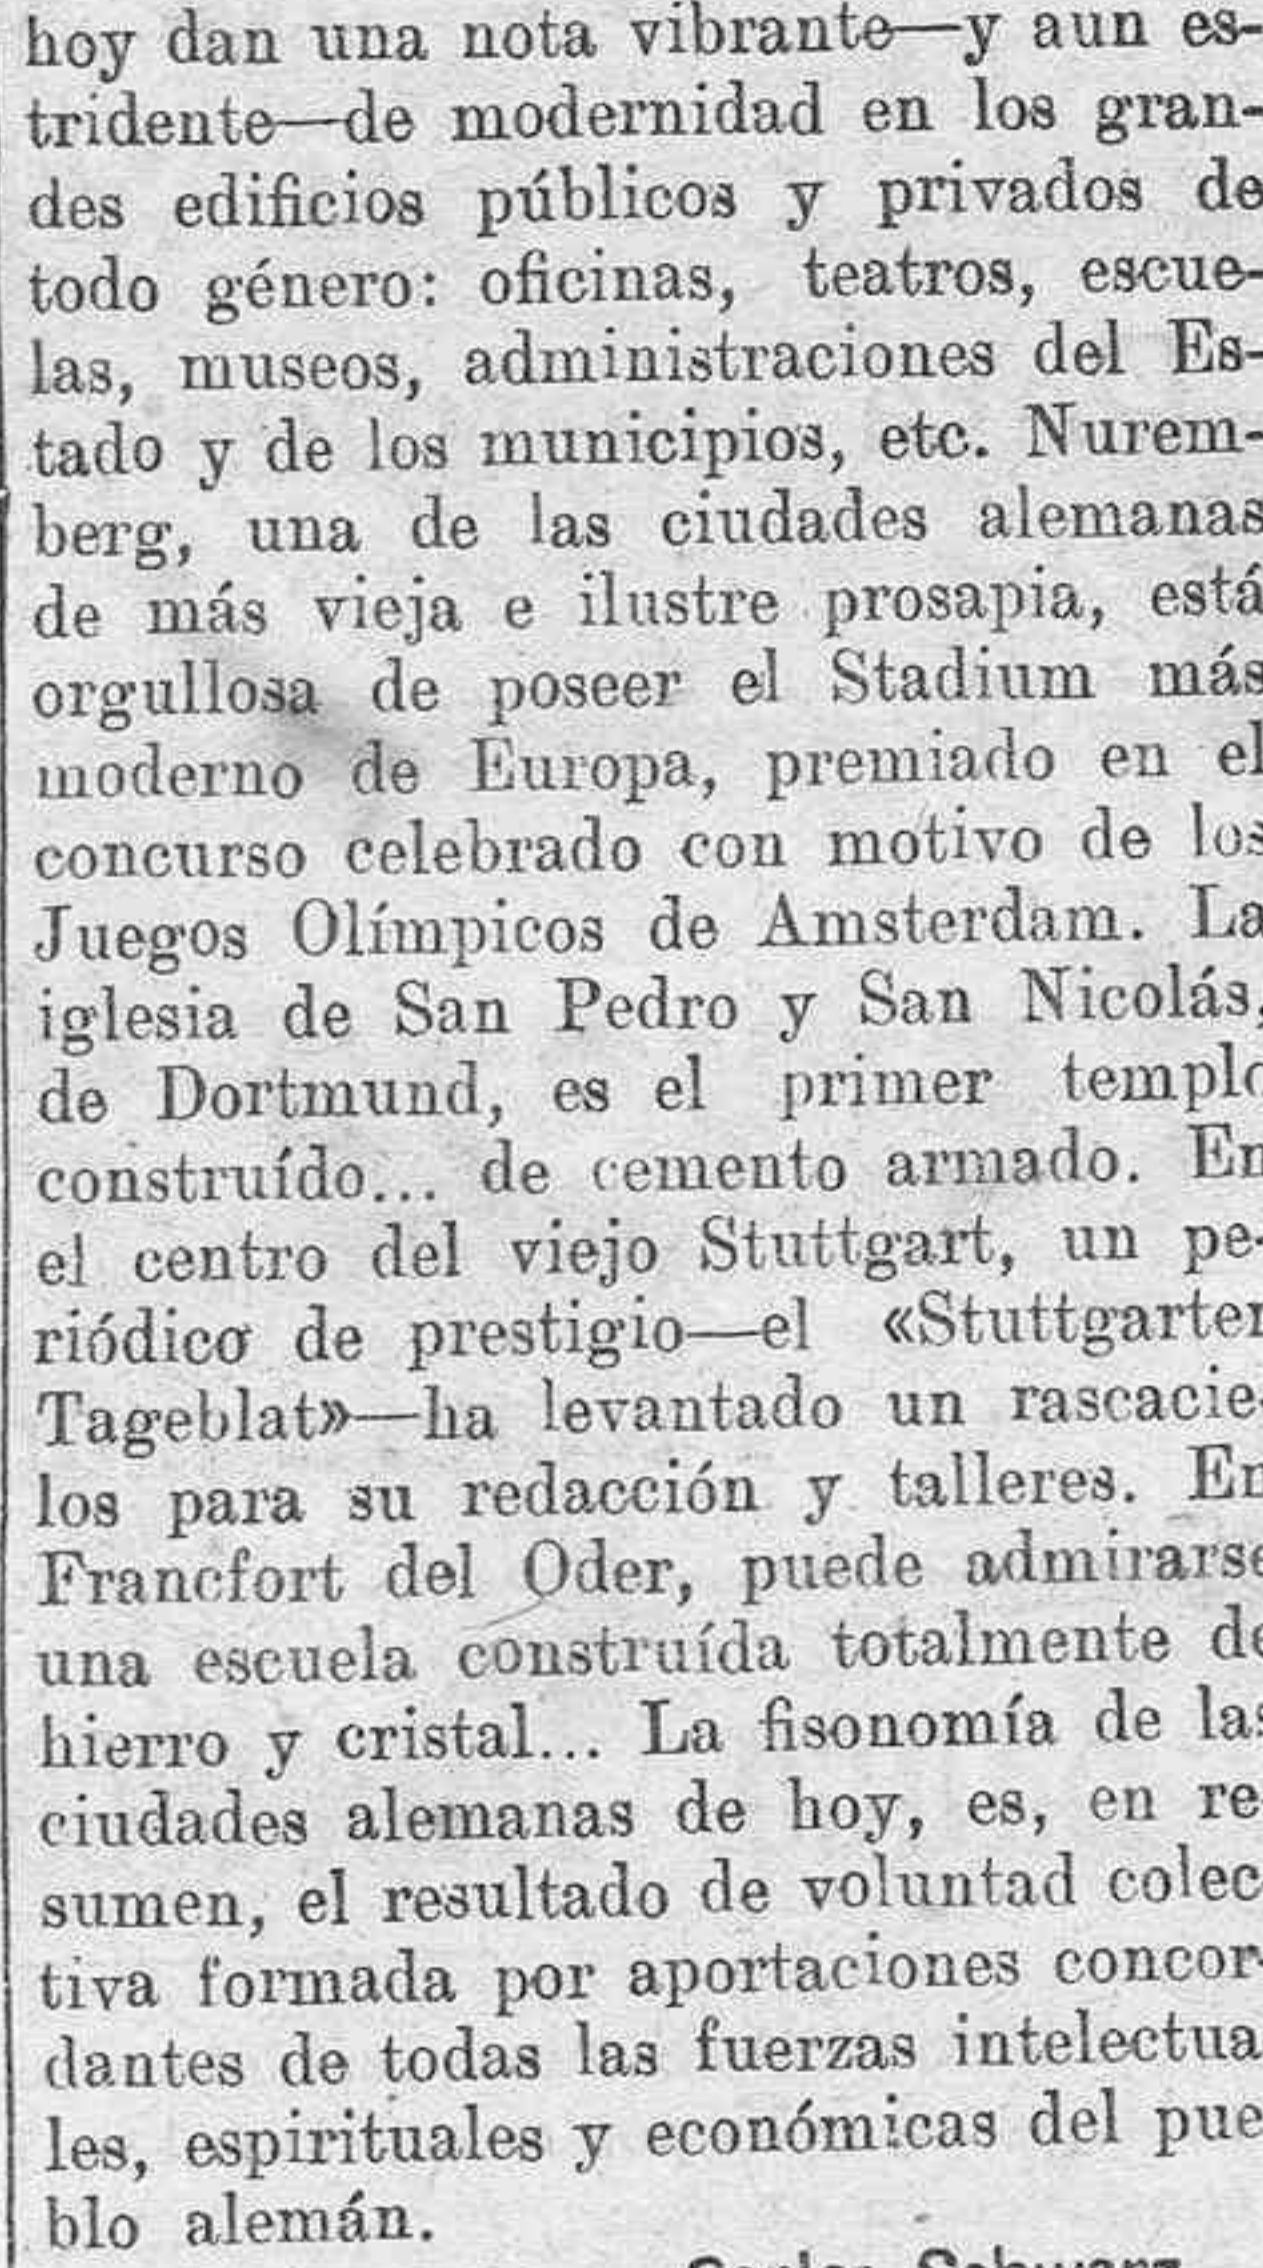 hoy dan una nota vibrante—y aun es-
tridente—de modernidad en los gran-
des edificios públicos y privados de
todo género: oficinas, teatros, escue-
las, museos, administraciones del Es-
tado y de los municipios, etc. Nurem-
berg, una de las ciudades alemanas
de más vieja e ilustre prosapia, está
orgullosa de poseer el Stadium más
moderno de Europa, premiado en el
concurso celebrado con motivo de los
Juegos Olímpicos de Amsterdam. La
iglesia de San Pedro y San Nicolás,
de Dortmund, es el primer templo
construído... de cemento armado. En
el centro del viejo Stuttgart, un pe-
riódico de prestigio—el «Stuttgarter
Tageblat»—ha levantado un rascacie-
los para su redacción y talleres. En
Francfort del Oder, puede admirarse
una escuela construída totalmente de
hierro y cristal... La fisonomía de las
ciudades alemanas de hoy, es, en re-
sumen, el resultado de voluntad colec-
tiva formada por aportaciones concor-
dantes de todas las fuerzas intelectua-
les, espirituales y económicas del pue-
blo alemán.